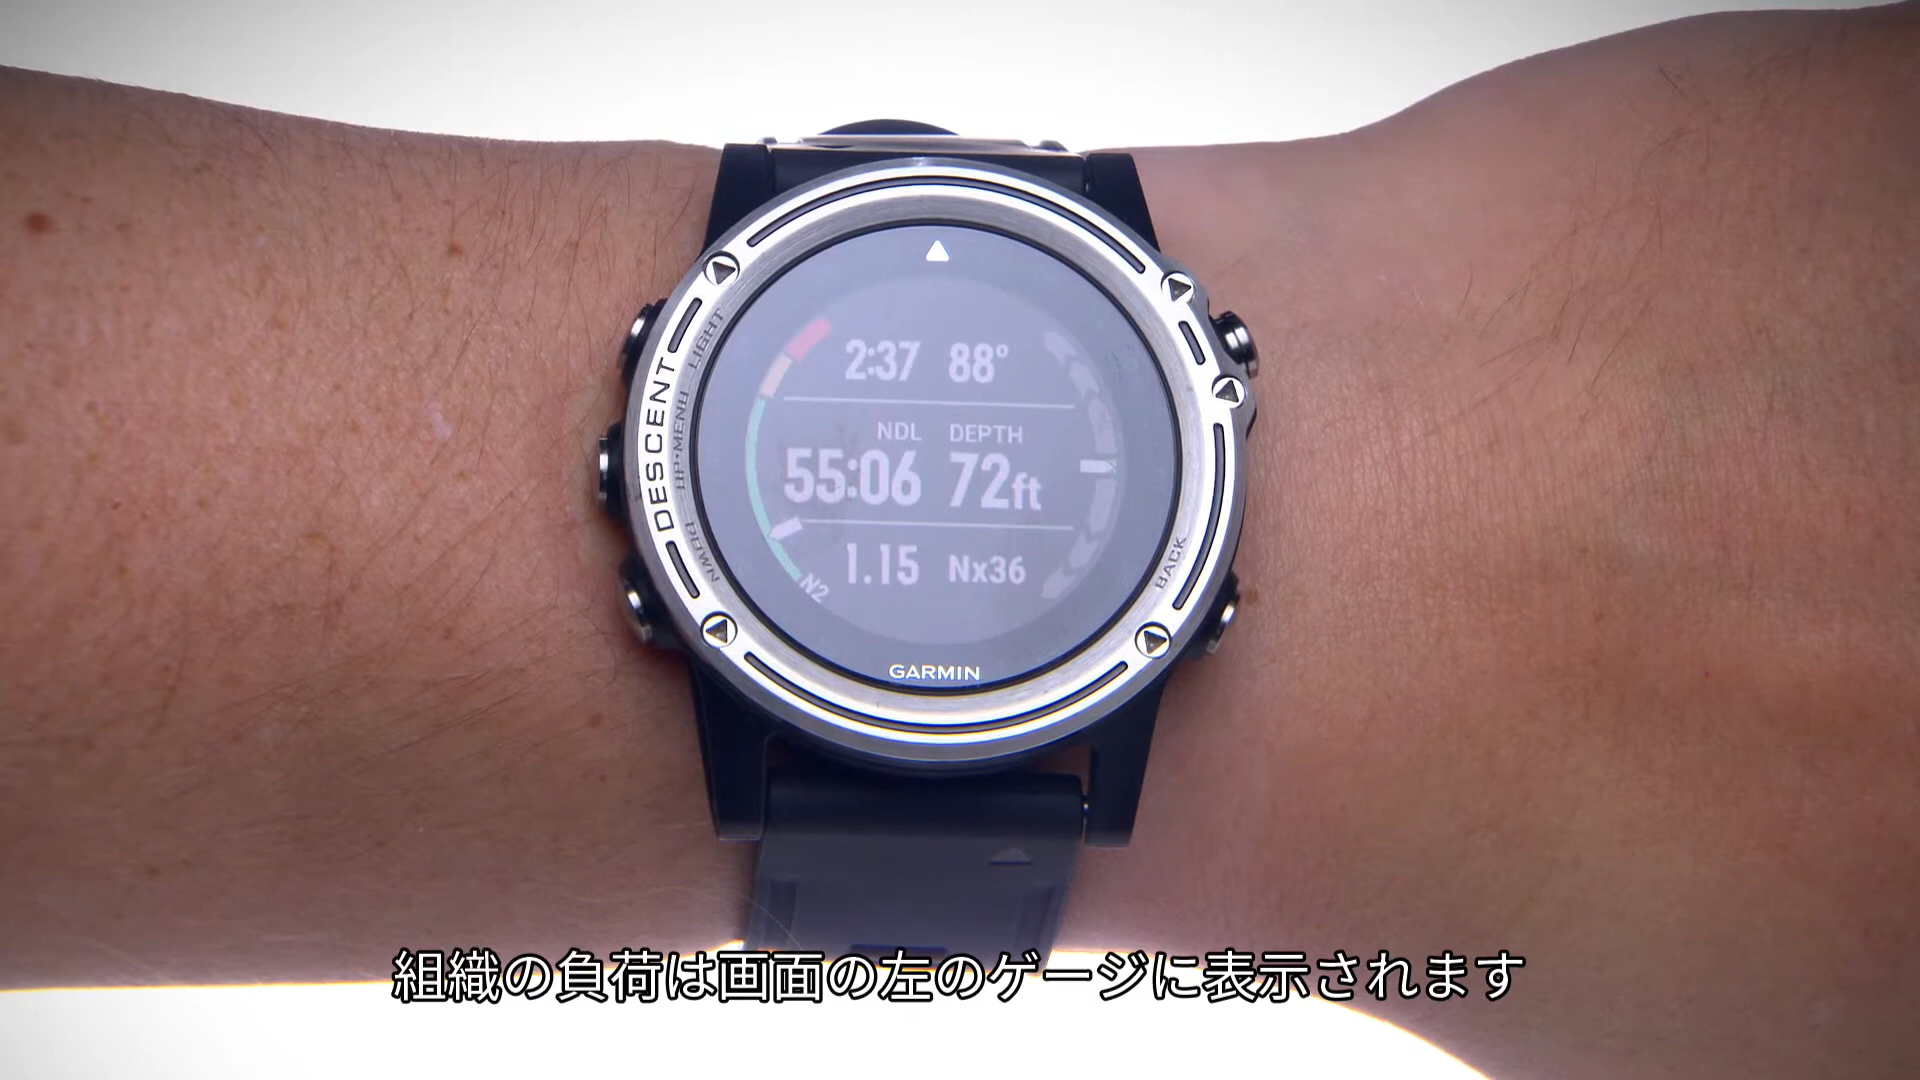 LIGHT
UP·MENU
DOWN
DESCENT
2:37 88°
NDL DEPTH
55:06 72ft
1.15 Nx36
N2
BACK
GARMIN
組織の負荷は画面の左のゲージに表示されます